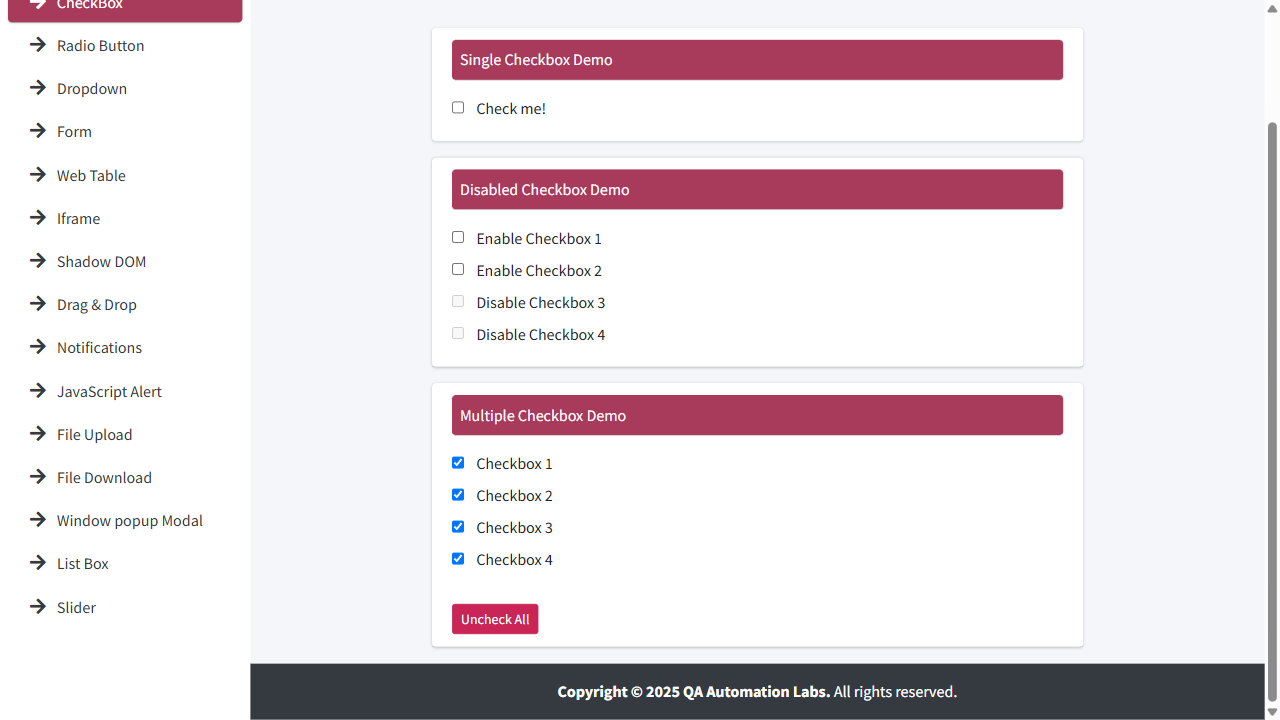 CheckBox
Radio Button
Dropdown
Form
Web Table
Iframe
Shadow DOM
Drag & Drop
Notifications
JavaScript Alert
File Upload
File Download
Window popup Modal
List Box
Slider
Single Checkbox Demo
Check me!
Disabled Checkbox Demo
Enable Checkbox 1
Enable Checkbox 2
Disable Checkbox 3
Disable Checkbox 4
Multiple Checkbox Demo
Checkbox 1
Checkbox 2
Checkbox 3
Checkbox 4
Uncheck All
Copyright © 2025 QA Automation Labs. All rights reserved.